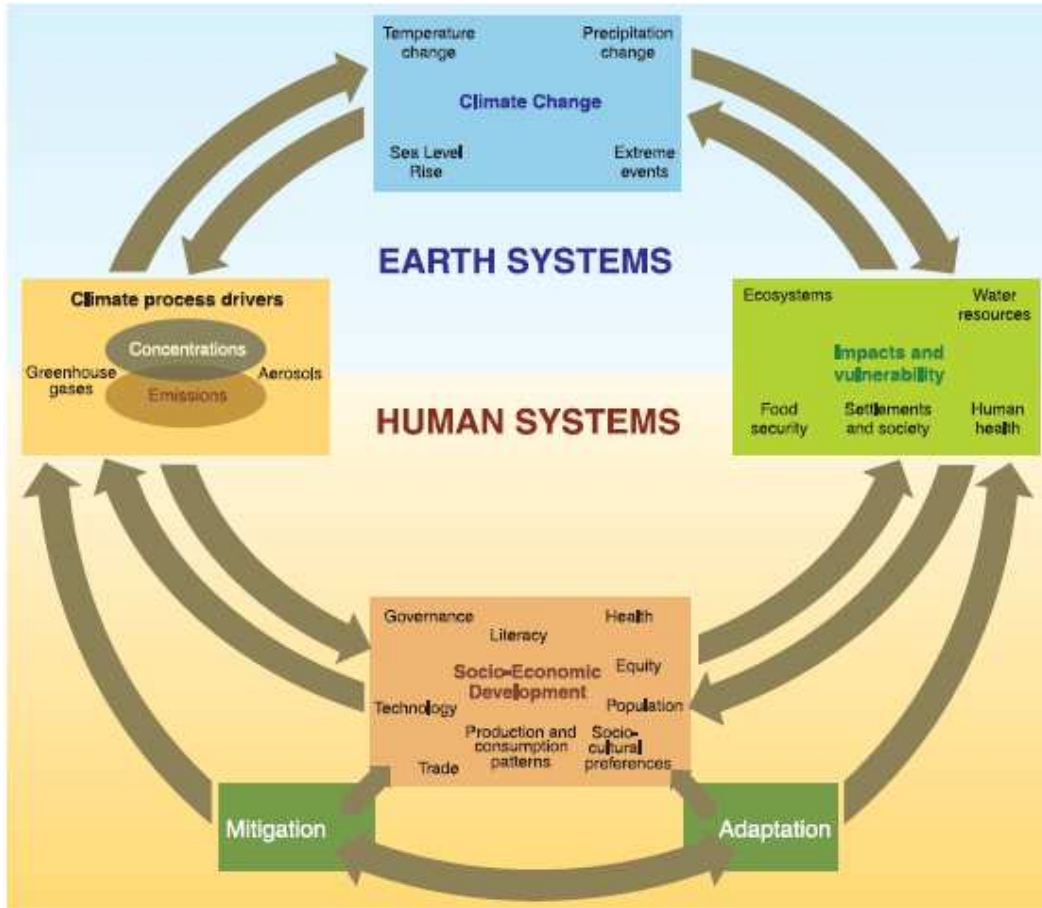 Temperature
change
Precipitation
change
Climate Change
Sea Level
Rise
Extreme
events
EARTH SYSTEMS
Climate process drivers
Concentrations
Greenhouse
gases
Aerosols
Emissions
Ecosystems
Water
resources
Impacts and
vulnerability
Food
security
Settlements
and society
Human
health
HUMAN SYSTEMS
Governance
Literacy
Health
Socio-Economic
Development
Equity
Technology
Population
Production and
consumption
patterns
Socio-
cultural
preferences
Trade
Mitigation
Adaptation